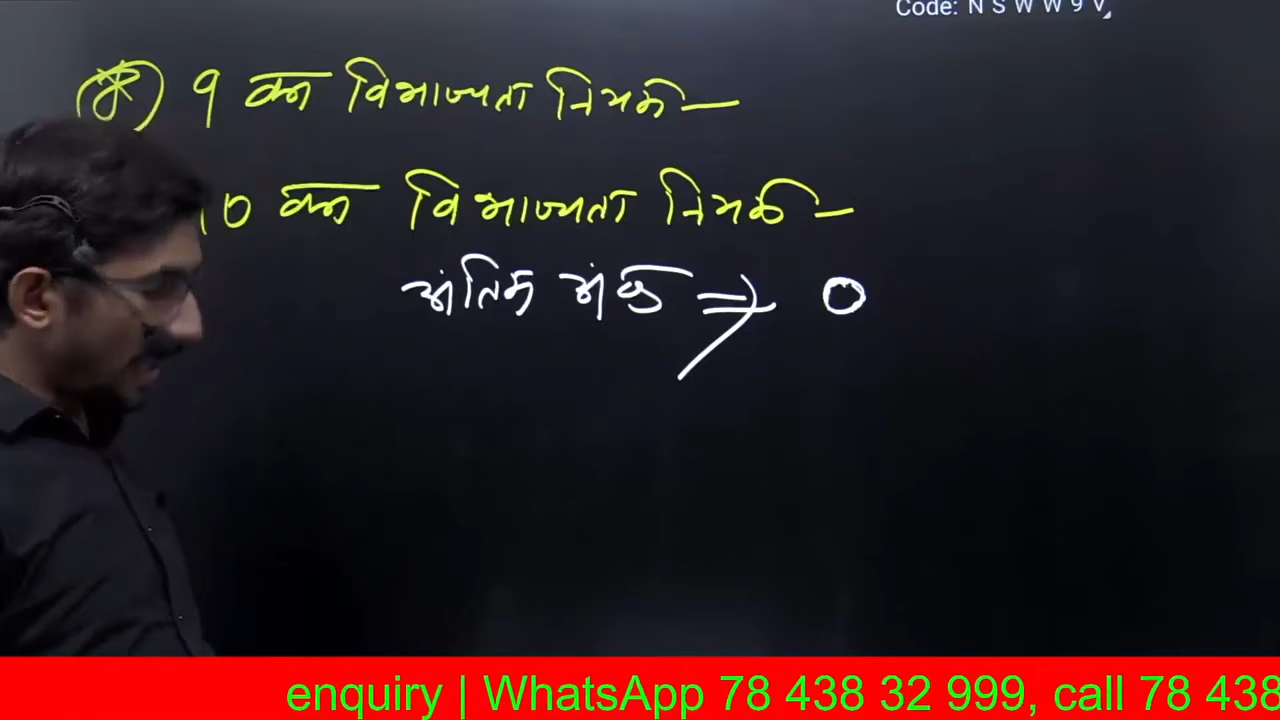 Code: N S W W 9 V
(*) 9 का विभाज्यता नियम —
10 का विभाज्यता नियम —
अंतिम अंक ⇒ 0
enquiry | WhatsApp 78 438 32 999, call 78 438